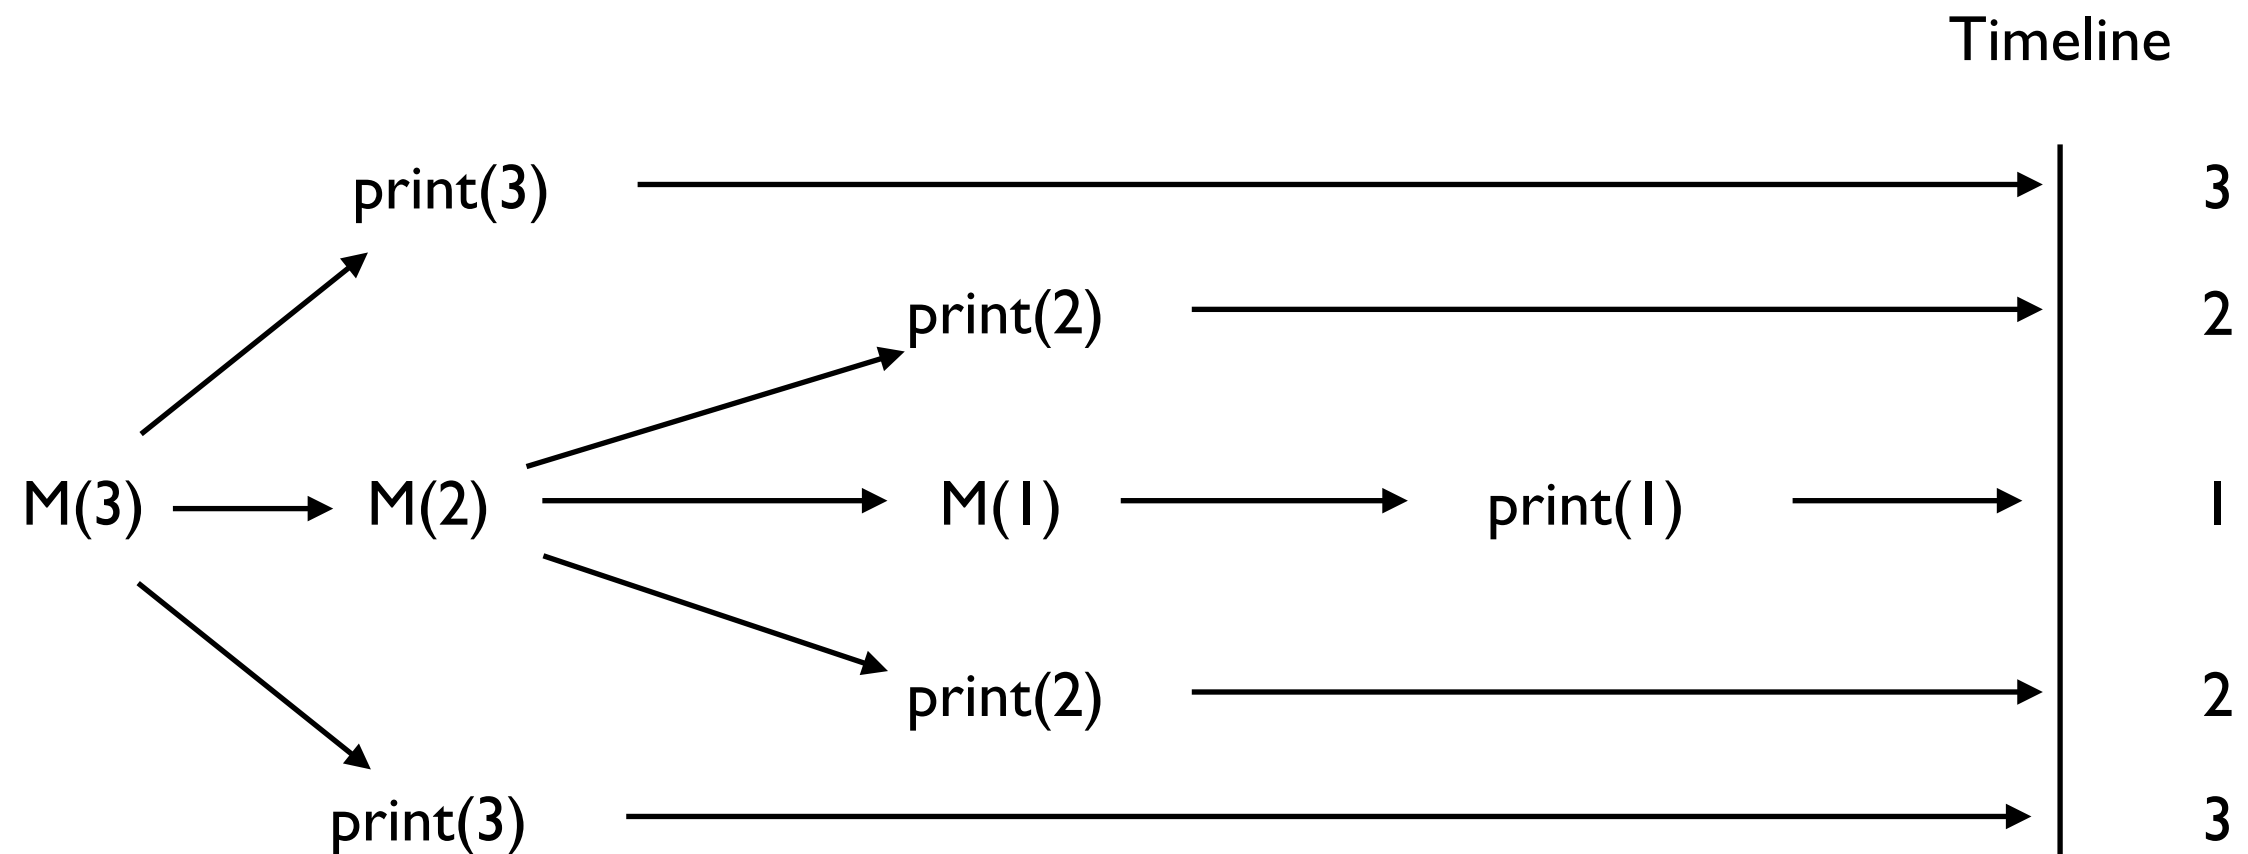 Timeline
print(3) 3
print(2) 2
M(3) M(2) M(1) print(1) 1
print(2) 2
print(3) 3